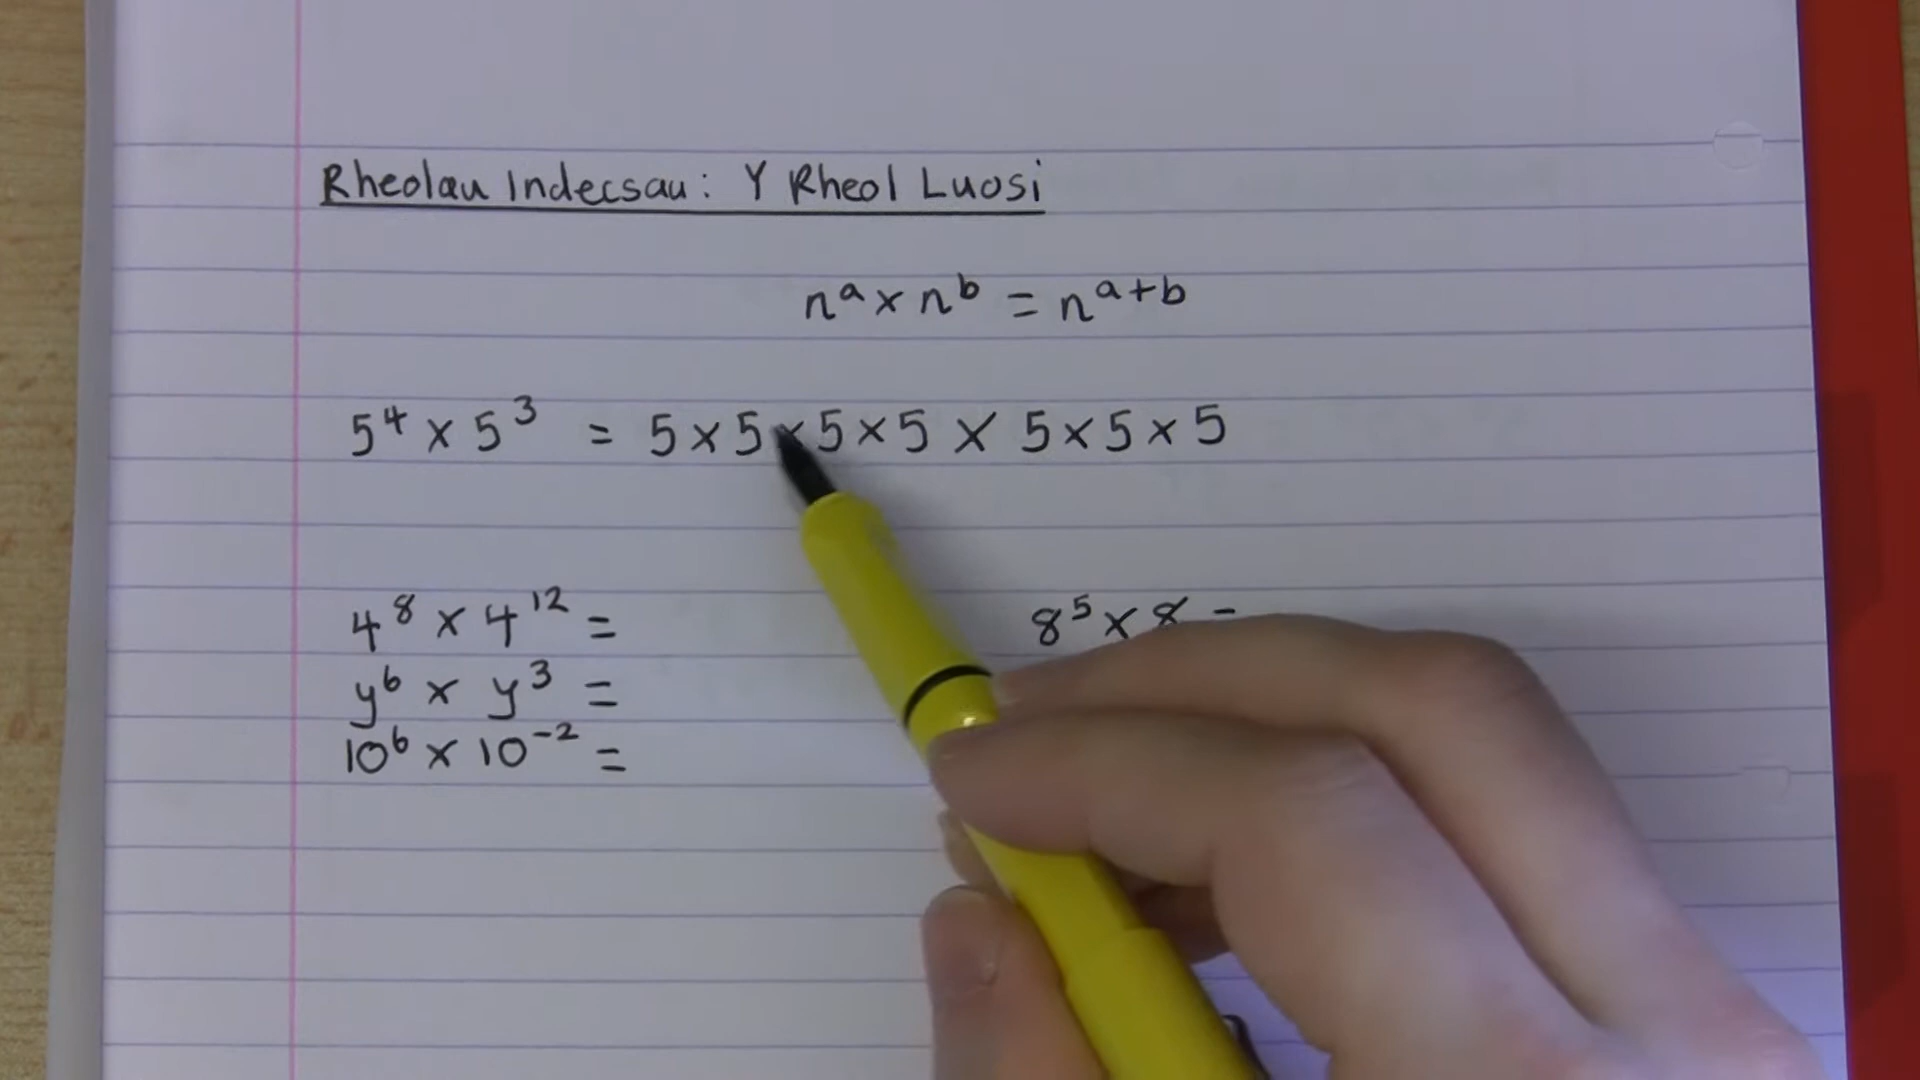 Rheolau Indecsau: Y Rheol Luosi
nᵃ × nᵇ = nᵃ⁺ᵇ
5⁴ × 5³ = 5 × 5 × 5 × 5 × 5 × 5 × 5
4⁸ × 4¹² =
8⁵ × 8 =
y⁶ × y³ =
10⁶ × 10⁻² =